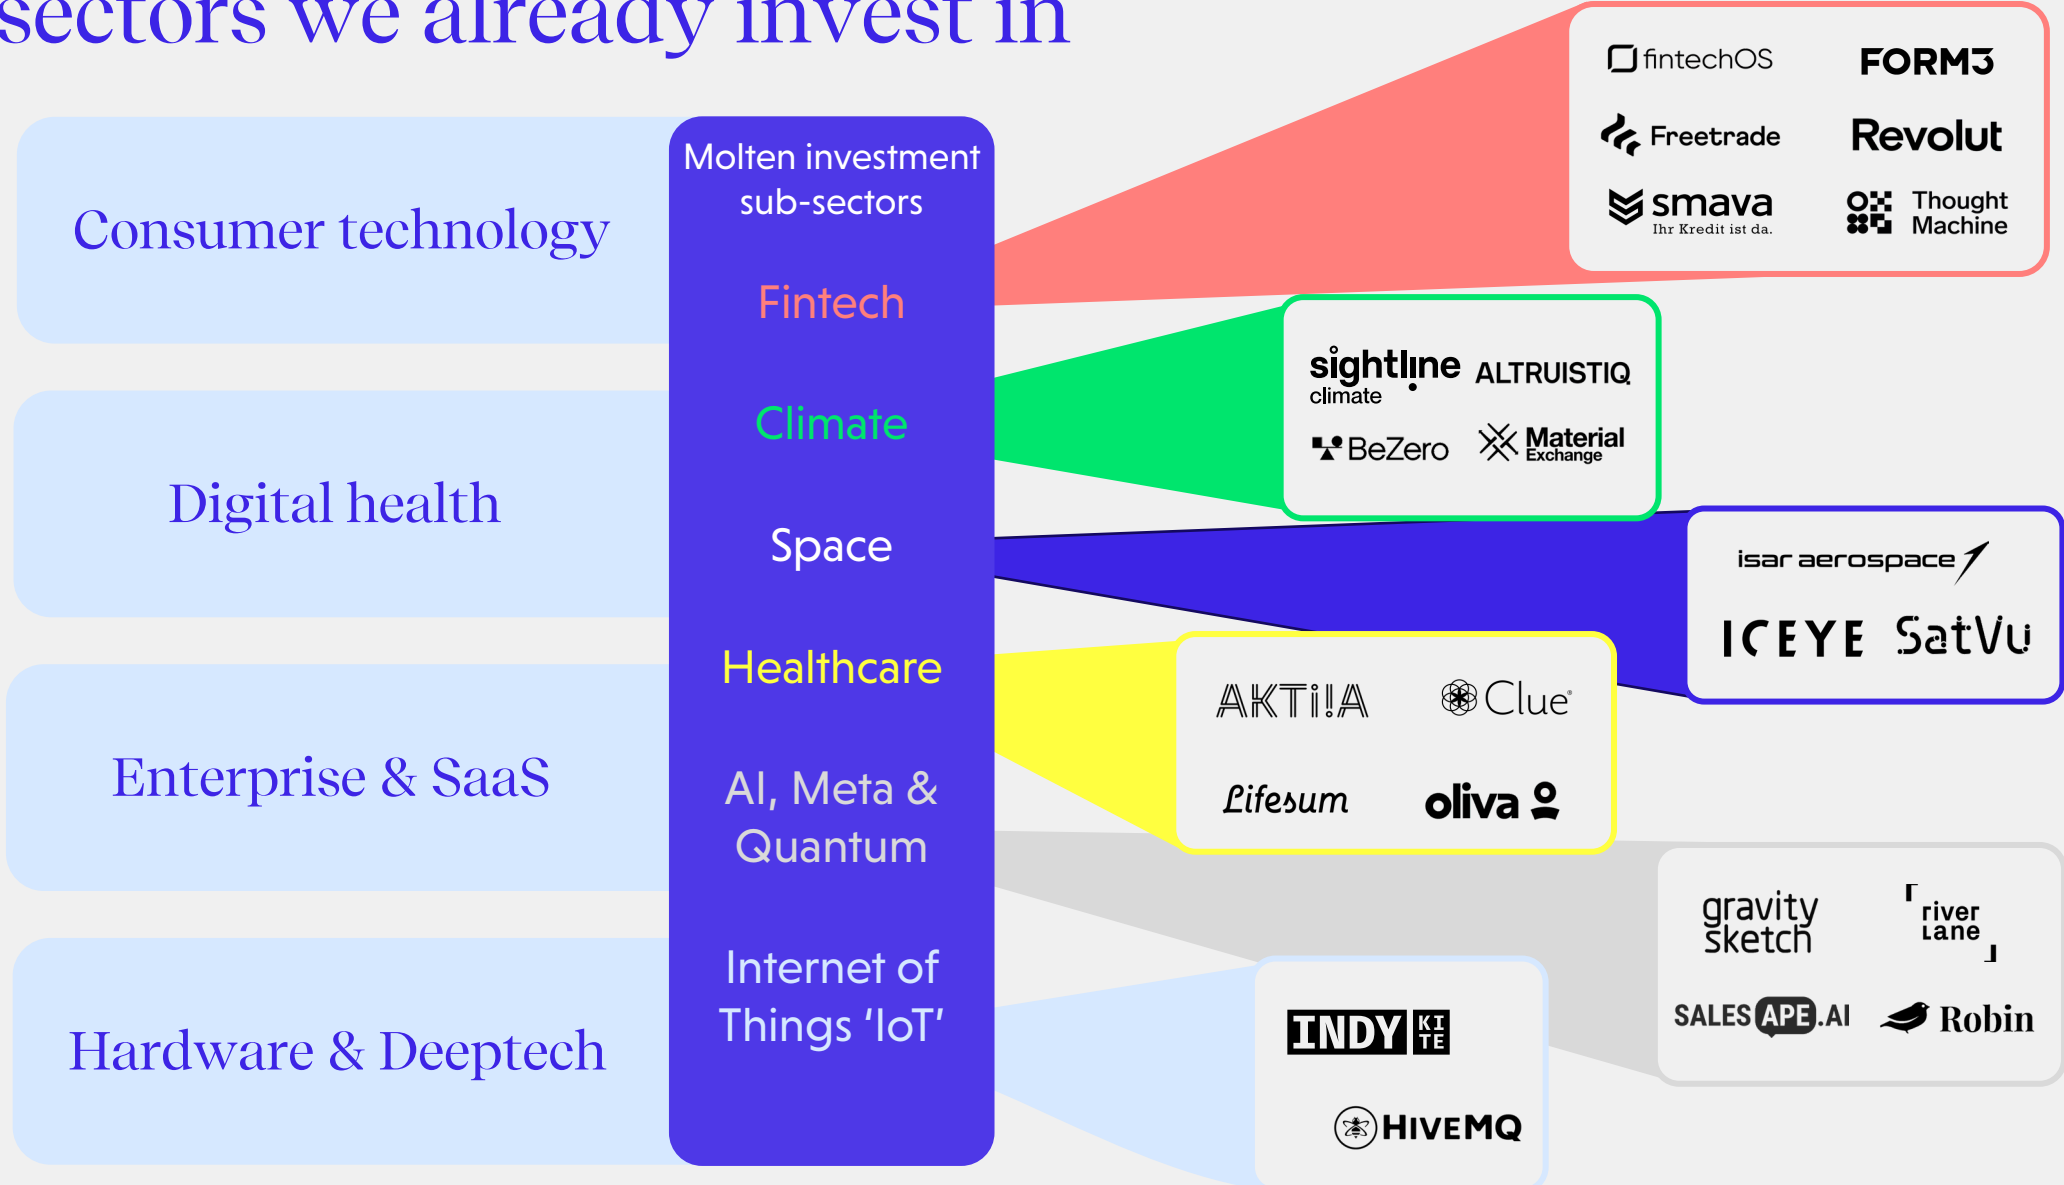 sectors we already invest in
Consumer technology
Digital health
Enterprise & SaaS
Hardware & Deeptech
Molten investment
sub-sectors
Fintech
Climate
Space
Healthcare
AI, Meta &
Quantum
Internet of
Things ‘IoT’
fintechOS
FORM3
Freetrade
Revolut
smava
Ihr Kredit ist da.
Thought
Machine
sightline
climate
ALTRUISTIQ
BeZero
Material
Exchange
isar aerospace
ICEYE
SatVu
AKTiiA
Clue®
Lifesum
oliva
gravity
sketch
river
lane
SALES APE.AI
Robin
INDY
KI
TE
HIVEMQ